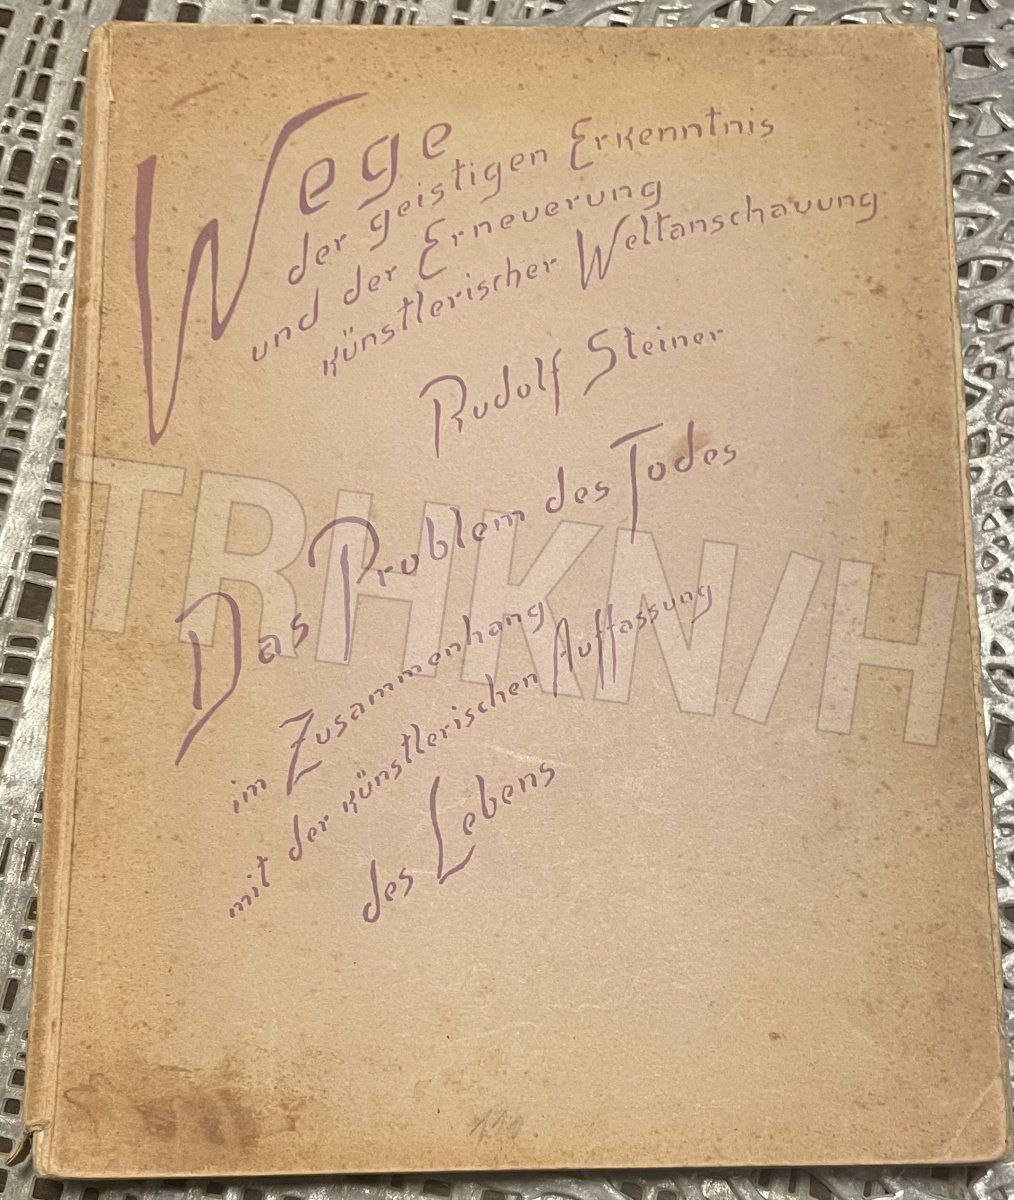 Wege
der geistigen Erkenntnis
und der Erneuerung
künstlerischer Weltanschauung
Rudolf Steiner
Das Problem des Todes
im Zusammenhang
mit der künstlerischen Auffassung
des Lebens
TRHKN/H